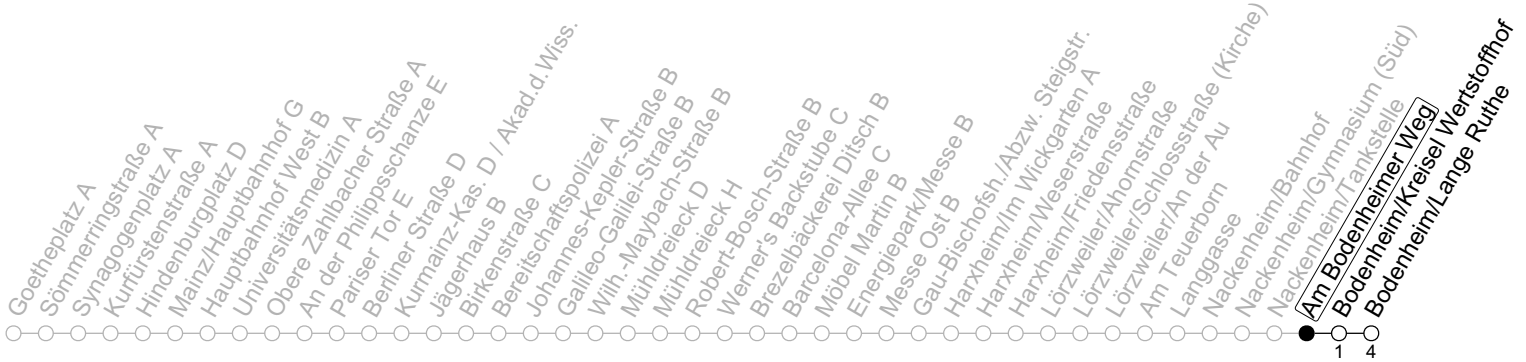 Goetheplatz A
Sömmerringstraße A
Synagogenplatz A
Kurfürstenstraße A
Hindenburgplatz D
Mainz/Hauptbahnhof G
Hauptbahnhof West B
Universitätsmedizin A
Obere Zahlbacher Straße A
An der Philippsschanze E
Pariser Tor E
Berliner Straße D
Kurmainz-Kas. D / Akad.d.Wiss.
Jägerhaus B
Birkenstraße C
Bereitschaftspolizei A
Johannes-Kepler-Straße B
Galileo-Galilei-Straße B
Wilh.-Maybach-Straße B
Mühldreieck D
Mühldreieck H
Robert-Bosch-Straße B
Werner's Backstube C
Brezelbäckerei Ditsch B
Barcelona-Allee C
Möbel Martin B
Energiepark/Messe B
Messe Ost B
Gau-Bischofsh./Abzw. Steigstr.
Harxheim/Im Wickgarten A
Harxheim/Weserstraße
Harxheim/Friedensstraße
Lörzweiler/Ahornstraße
Lörzweiler/Schlossstraße (Kirche)
Lörzweiler/An der Au
Am Teuerborn
Langgasse
Nackenheim/Bahnhof
Nackenheim/Gymnasium (Süd)
Nackenheim/Tankstelle
Am Bodenheimer Weg
Bodenheim/Kreisel Wertstoffhof
Bodenheim/Lange Ruthe
1 4